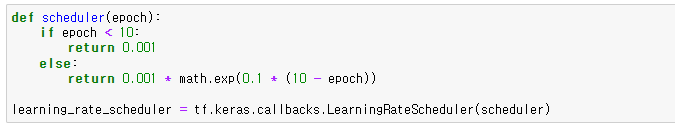 def scheduler(epoch):
    if epoch < 10:
        return 0.001
    else:
        return 0.001 * math.exp(0.1 * (10 - epoch))

learning_rate_scheduler = tf.keras.callbacks.LearningRateScheduler(scheduler)